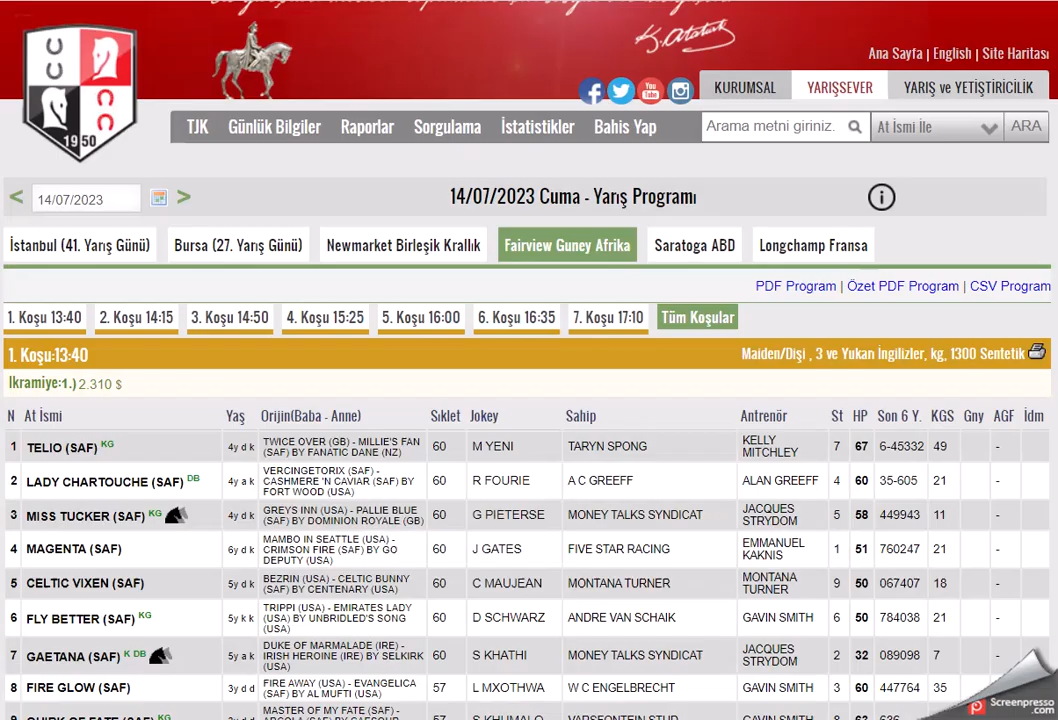 K. Atatürk
Ana Sayfa | English | Site Haritası
1950
f
You Tube
KURUMSAL YARIŞSEVER YARIŞ ve YETİŞTİRİCİLİK
TJK Günlük Bilgiler Raporlar Sorgulama İstatistikler Bahis Yap Arama metni giriniz. At İsmi İle ARA
< 14/07/2023 > 14/07/2023 Cuma - Yarış Programı i
İstanbul (41. Yarış Günü) Bursa (27. Yarış Günü) Newmarket Birleşik Krallık Fairview Guney Afrika Saratoga ABD Longchamp Fransa
PDF Program | Özet PDF Program | CSV Program
1. Koşu 13:40 2. Koşu 14:15 3. Koşu 14:50 4. Koşu 15:25 5. Koşu 16:00 6. Koşu 16:35 7. Koşu 17:10 Tüm Koşular
1. Koşu:13:40 Maiden/Dişi , 3 ve Yukarı İngilizler, kg, 1300 Sentetik
Ikramiye:1.) 2.310 $
N At İsmi Yaş Orijin(Baba - Anne) Sıklet Jokey Sahip Antrenör St HP Son 6 Y. KGS Gny AGF İdm
1 TELIO (SAF) KG 4y d k TWICE OVER (GB) - MILLIE'S FAN (SAF) BY FANATIC DANE (NZ) 60 M YENI TARYN SPONG KELLY MITCHLEY 7 67 6-45332 49 -
2 LADY CHARTOUCHE (SAF) DB 4y a k VERCINGETORIX (SAF) - CASHMERE 'N CAVIAR (SAF) BY FORT WOOD (USA) 60 R FOURIE A C GREEFF ALAN GREEFF 4 60 35-605 21 -
3 MISS TUCKER (SAF) KG 4y d k GREYS INN (USA) - PALLIE BLUE (SAF) BY DOMINION ROYALE (GB) 60 G PIETERSE MONEY TALKS SYNDICAT JACQUES STRYDOM 5 58 449943 11 -
4 MAGENTA (SAF) 6y d k MAMBO IN SEATTLE (USA) - CRIMSON FIRE (SAF) BY GO DEPUTY (USA) 60 J GATES FIVE STAR RACING EMMANUEL KAKNIS 1 51 760247 21 -
5 CELTIC VIXEN (SAF) 5y d k BEZRIN (USA) - CELTIC BUNNY (SAF) BY CENTENARY (USA) 60 C MAUJEAN MONTANA TURNER MONTANA TURNER 9 50 067407 18 -
6 FLY BETTER (SAF) KG 5y k k TRIPPI (USA) - EMIRATES LADY (USA) BY UNBRIDLED'S SONG (USA) 60 D SCHWARZ ANDRE VAN SCHAIK GAVIN SMITH 6 50 784038 21 -
7 GAETANA (SAF) K DB 5y a k DUKE OF MARMALADE (IRE) - IRISH HEROINE (IRE) BY SELKIRK (USA) 60 S KHATHI MONEY TALKS SYNDICAT JACQUES STRYDOM 2 32 089098 7 -
8 FIRE GLOW (SAF) 3y d d FIRE AWAY (USA) - EVANGELICA (SAF) BY AL MUFTI (USA) 57 L MXOTHWA W C ENGELBRECHT GAVIN SMITH 3 60 447764 35
MASTER OF MY FATE (SAF) -
Screenpresso .com